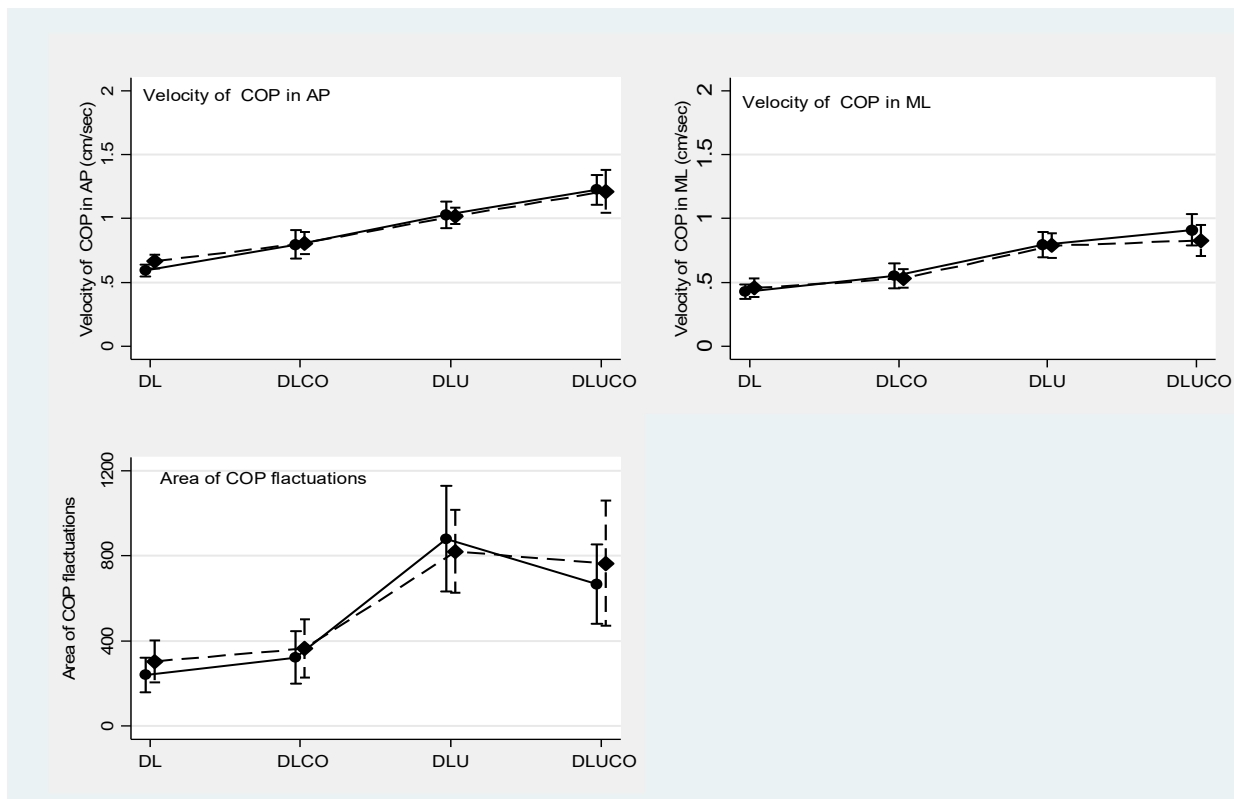 Velocity of COP in AP
Velocity of COP in AP (cm/sec)
2
1.5
1
.5
0
DL DLCO DLU DLUCO
Velocity of COP in ML
Velocity of COP in ML (cm/sec)
2
1.5
1
.5
0
DL DLCO DLU DLUCO
Area of COP flactuations
Area of COP flactuations
1200
800
400
0
DL DLCO DLU DLUCO